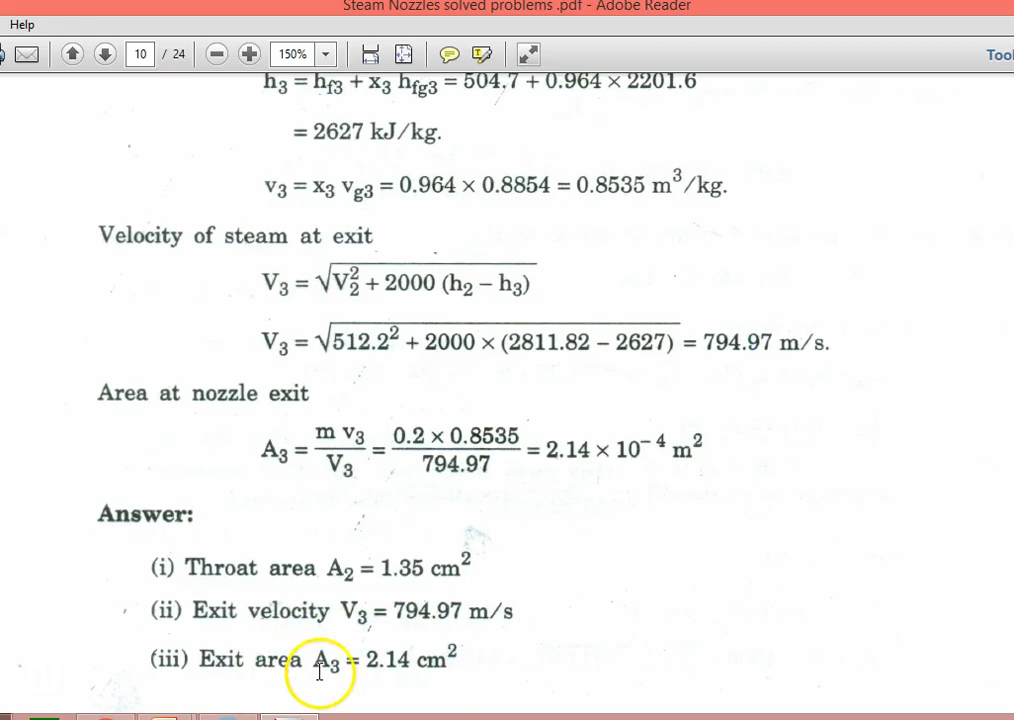 Steam Nozzles solved problems .pdf - Adobe Reader
Help
10 / 24 150% Tool
h3 = hf3 + x3 hfg3 = 504.7 + 0.964 × 2201.6
= 2627 kJ/kg.
v3 = x3 vg3 = 0.964 × 0.8854 = 0.8535 m³/kg.
Velocity of steam at exit
V3 = √(V2² + 2000 (h2 – h3))
V3 = √(512.2² + 2000 × (2811.82 – 2627)) = 794.97 m/s.
Area at nozzle exit
A3 = m v3 / V3 = 0.2 × 0.8535 / 794.97 = 2.14 × 10⁻⁴ m²
Answer:
(i) Throat area A2 = 1.35 cm²
(ii) Exit velocity V3 = 794.97 m/s
(iii) Exit area A3 = 2.14 cm²